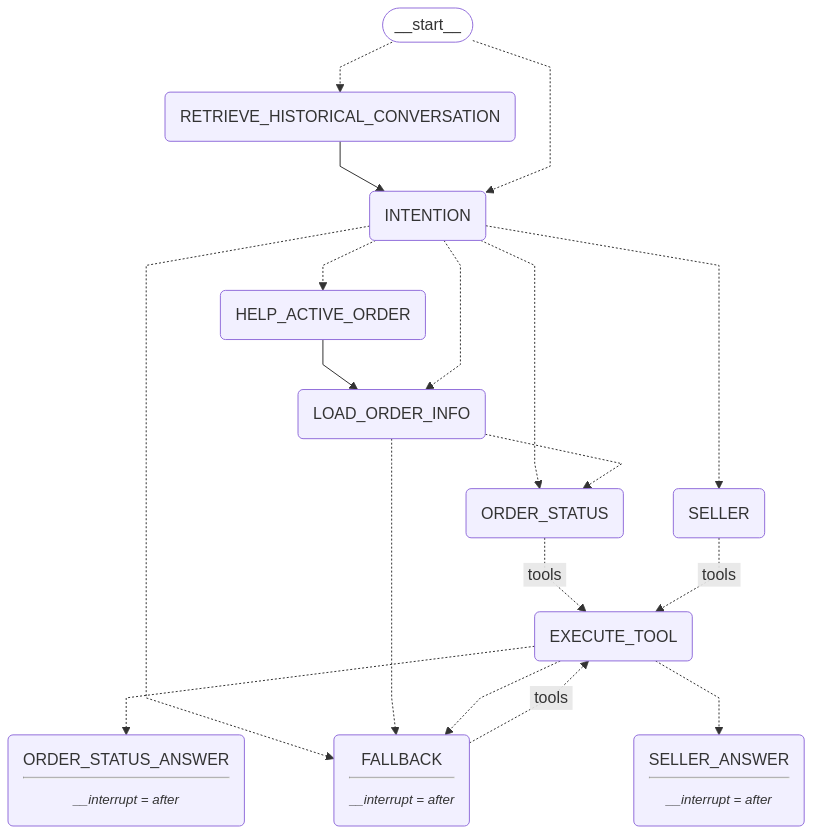 __start__
RETRIEVE_HISTORICAL_CONVERSATION
INTENTION
HELP_ACTIVE_ORDER
LOAD_ORDER_INFO
ORDER_STATUS
SELLER
tools
tools
EXECUTE_TOOL
tools
ORDER_STATUS_ANSWER
__interrupt = after
FALLBACK
__interrupt = after
SELLER_ANSWER
__interrupt = after